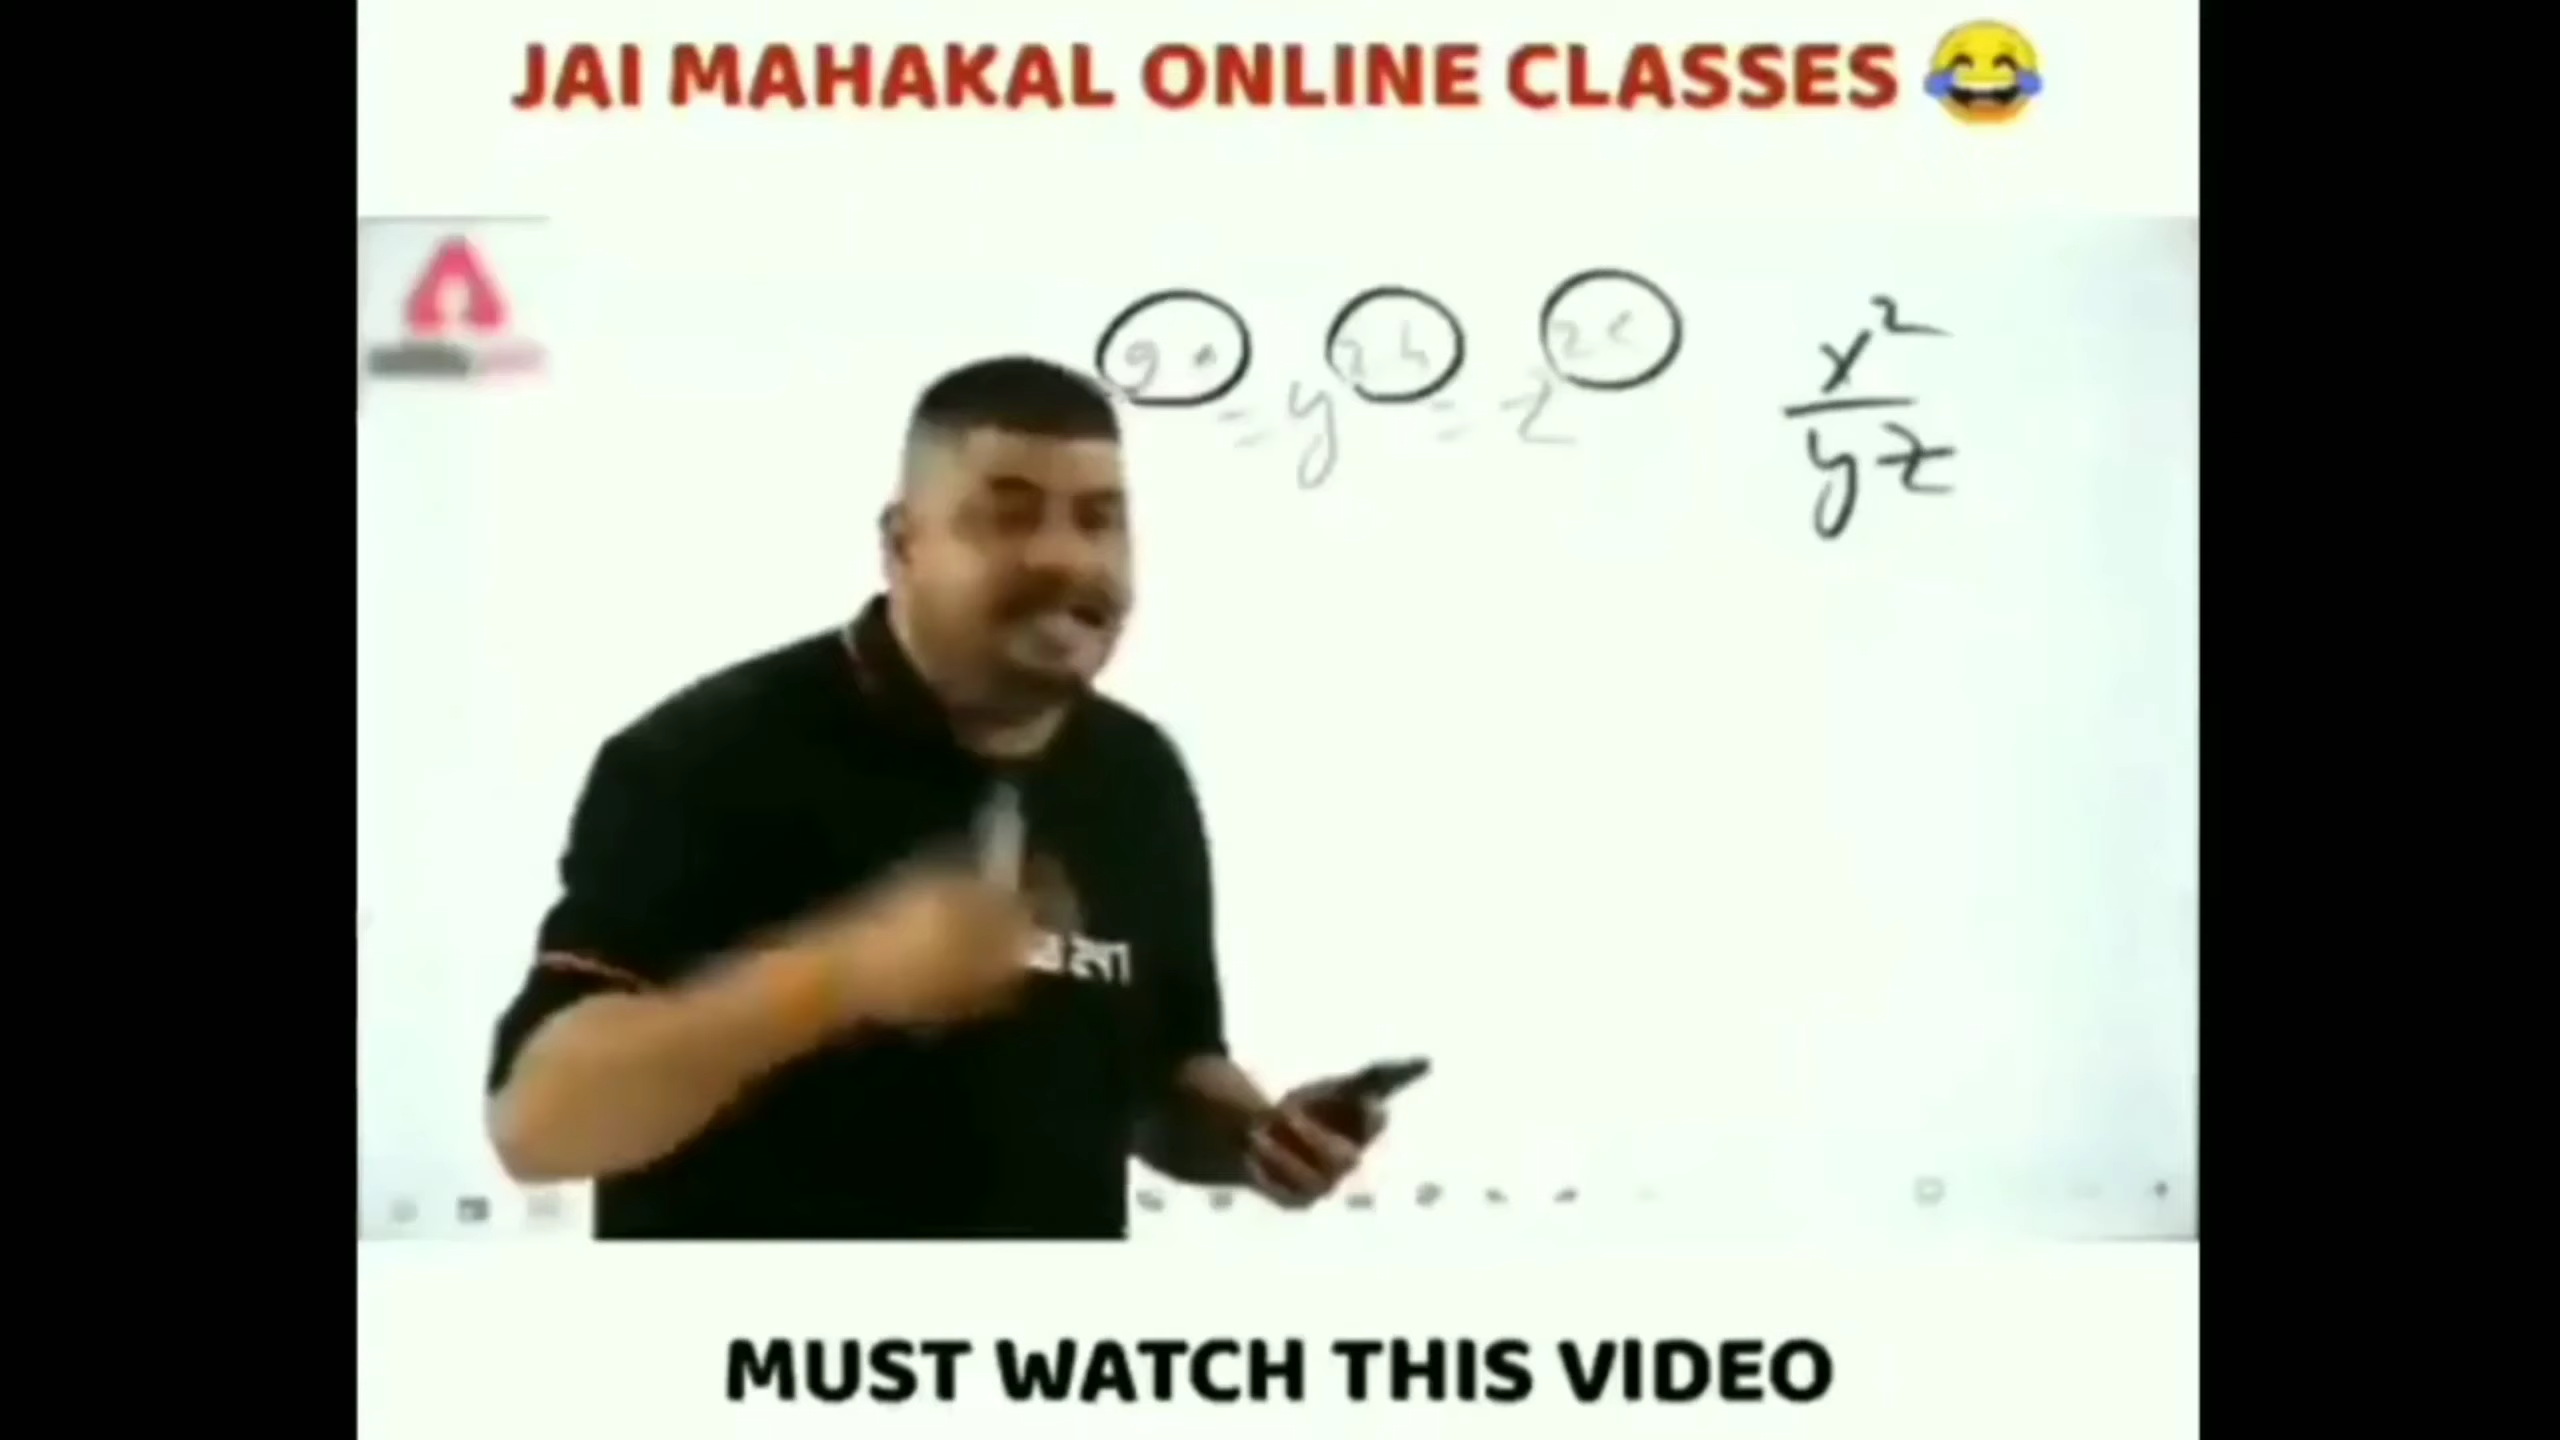 JAI MAHAKAL ONLINE CLASSES 😂
= y = z
x²
yz
MUST WATCH THIS VIDEO